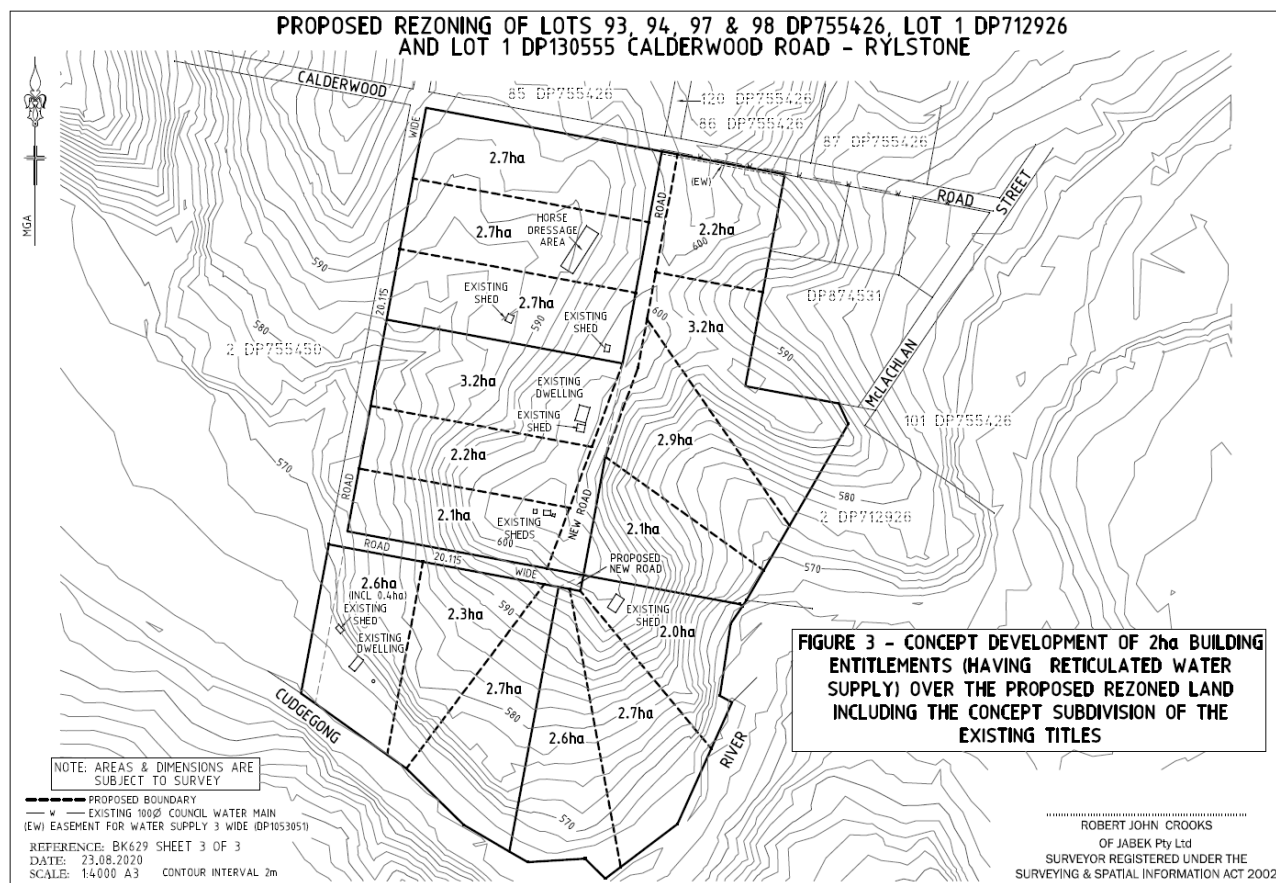 PROPOSED REZONING OF LOTS 93, 94, 97 & 98 DP755426, LOT 1 DP712926
AND LOT 1 DP130555 CALDERWOOD ROAD - RYLSTONE
MGA
CALDERWOOD
WIDE
85 DP755426
120 DP755426
86 DP755426
87 DP755426
ROAD
STREET
(EW)
2.7ha
ROAD
2.2ha
600
HORSE
DRESSAGE
AREA
2.7ha
590
EXISTING
SHED
2.7ha
590
EXISTING
SHED
600
DP874531
3.2ha
590
20.115
580
2 DP755450
McLACHLAN
3.2ha
EXISTING
DWELLING
EXISTING
SHED
101 DP755426
2.9ha
570
2.2ha
580
2 DP712926
ROAD
2.1ha
EXISTING
SHEDS
600
NEW ROAD
2.1ha
570
ROAD
20.115
WIDE
PROPOSED
NEW ROAD
2.6ha
(INCL 0.4ha)
EXISTING
SHED
EXISTING
DWELLING
2.3ha
590
EXISTING
SHED
2.0ha
2.7ha
580
2.6ha
2.7ha
570
CUDGEGONG
RIVER
FIGURE 3 - CONCEPT DEVELOPMENT OF 2ha BUILDING
ENTITLEMENTS (HAVING RETICULATED WATER
SUPPLY) OVER THE PROPOSED REZONED LAND
INCLUDING THE CONCEPT SUBDIVISION OF THE
EXISTING TITLES
NOTE: AREAS & DIMENSIONS ARE
SUBJECT TO SURVEY
PROPOSED BOUNDARY
W EXISTING 100Ø COUNCIL WATER MAIN
(EW) EASEMENT FOR WATER SUPPLY 3 WIDE (DP1053051)
REFERENCE: BK629 SHEET 3 OF 3
DATE: 23.08.2020
SCALE: 1:4000 A3 CONTOUR INTERVAL 2m
ROBERT JOHN CROOKS
OF JABEK Pty Ltd
SURVEYOR REGISTERED UNDER THE
SURVEYING & SPATIAL INFORMATION ACT 2002